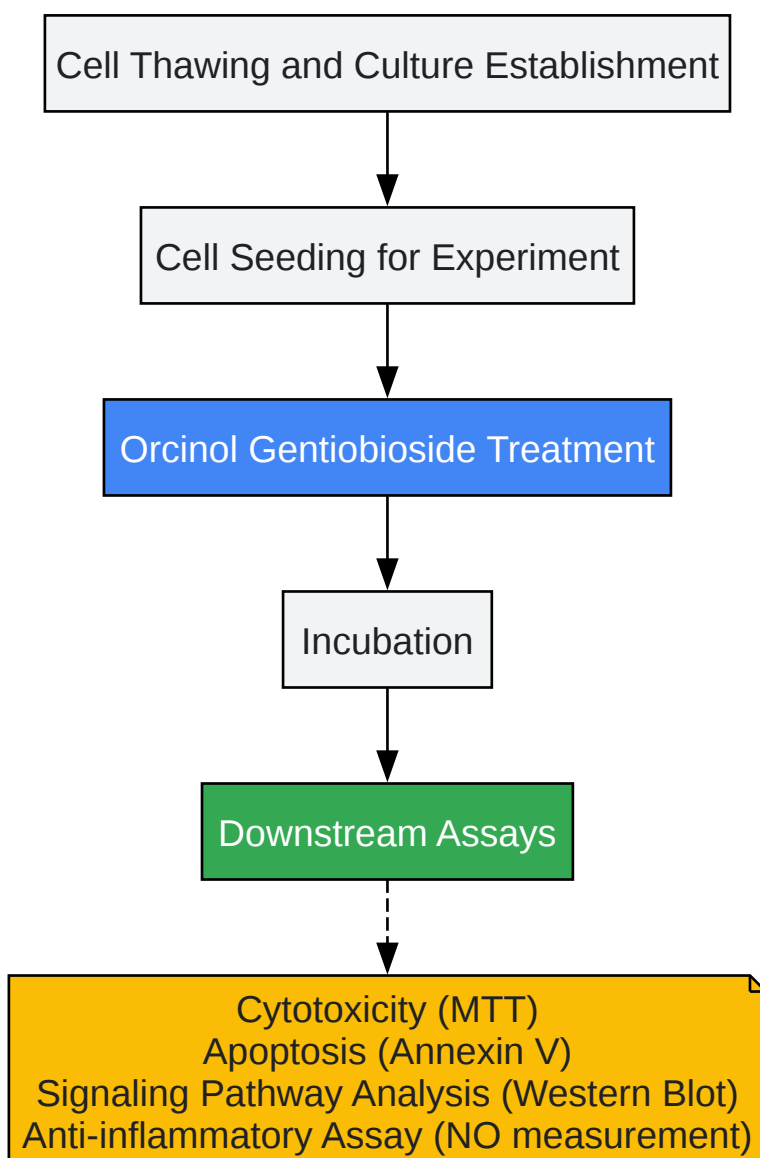 Cell Thawing and Culture Establishment
Cell Seeding for Experiment
Orcinol Gentiobioside Treatment
Incubation
Downstream Assays
Cytotoxicity (MTT)
Apoptosis (Annexin V)
Signaling Pathway Analysis (Western Blot)
Anti-inflammatory Assay (NO measurement)